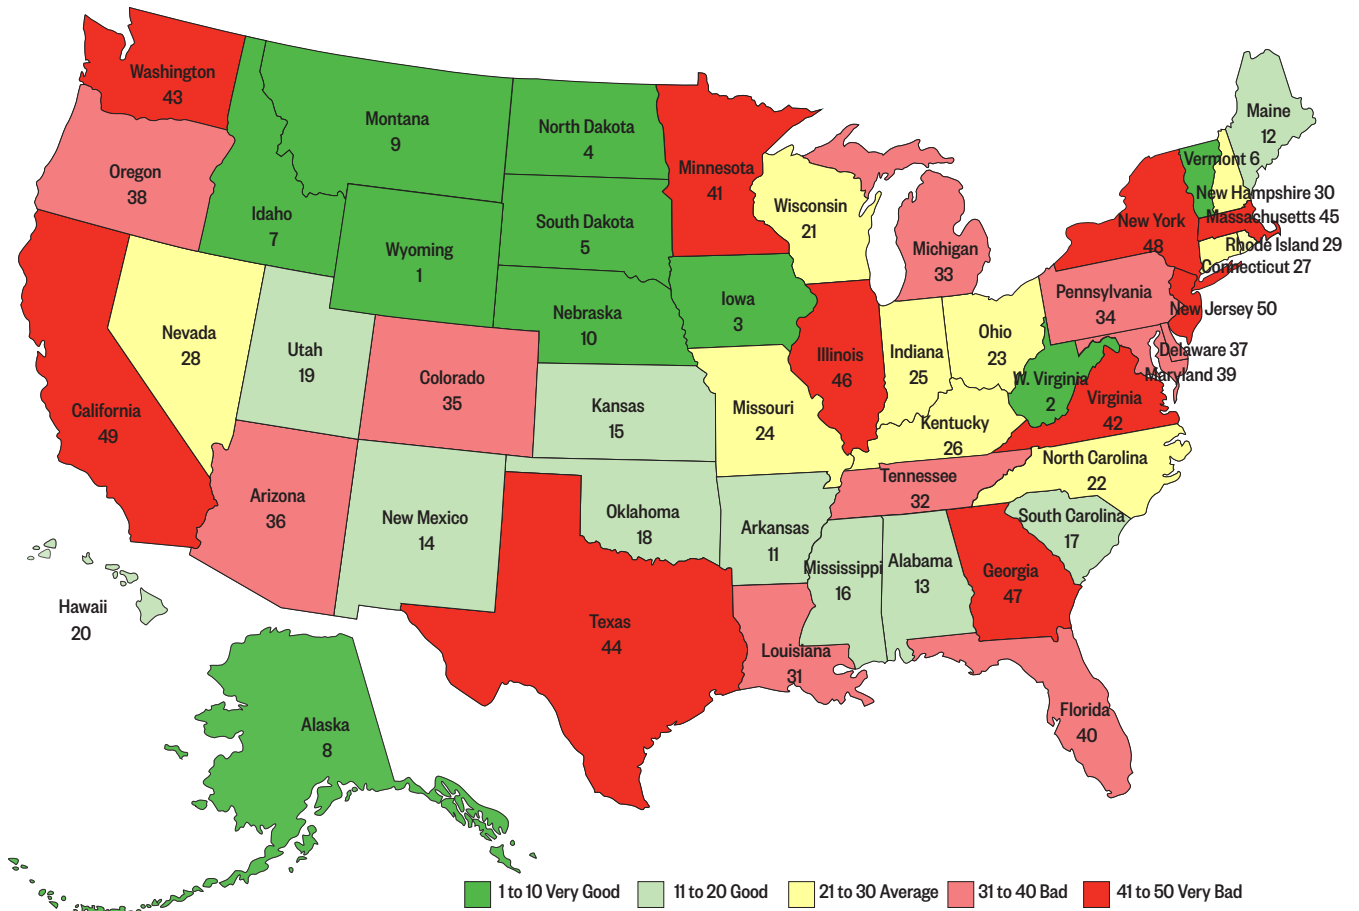 Washington
43
Oregon
38
California
49
Nevada
28
Idaho
7
Montana
9
Wyoming
1
Utah
19
Colorado
35
Arizona
36
New Mexico
14
North Dakota
4
South Dakota
5
Nebraska
10
Kansas
15
Oklahoma
18
Texas
44
Minnesota
41
Iowa
3
Missouri
24
Arkansas
11
Louisiana
31
Wisconsin
21
Illinois
46
Michigan
33
Indiana
25
Ohio
23
Kentucky
26
Tennessee
32
Mississippi
16
Alabama
13
Georgia
47
Florida
40
South Carolina
17
North Carolina
22
Virginia
42
W. Virginia
2
Pennsylvania
34
New York
48
Maine
12
Vermont 6
New Hampshire 30
Massachusetts 45
Rhode Island 29
Connecticut 27
New Jersey 50
Delaware 37
Maryland 39
Hawaii
20
Alaska
8
1 to 10 Very Good
11 to 20 Good
21 to 30 Average
31 to 40 Bad
41 to 50 Very Bad